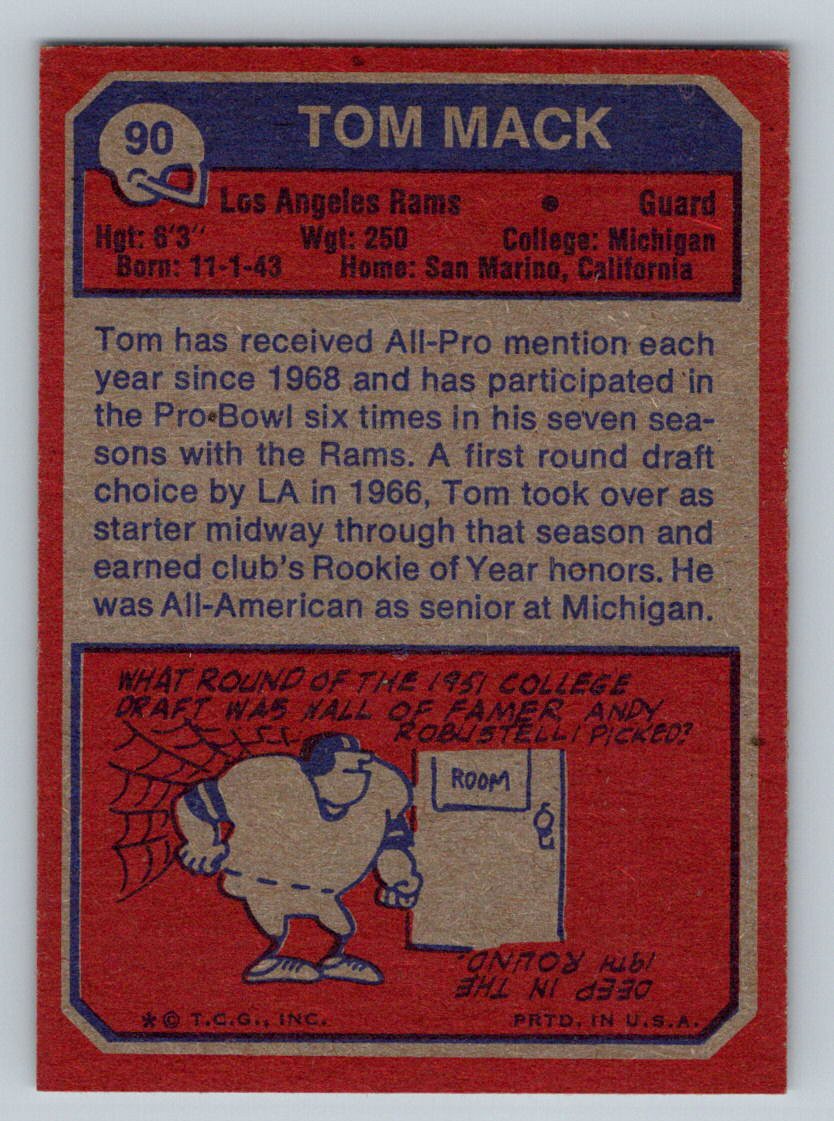 90
TOM MACK
Los Angeles Rams • Guard
Hgt: 6'3" Wgt: 250 College: Michigan
Born: 11-1-43 Home: San Marino, California
Tom has received All-Pro mention each
year since 1968 and has participated in
the Pro-Bowl six times in his seven sea-
sons with the Rams. A first round draft
choice by LA in 1966, Tom took over as
starter midway through that season and
earned club's Rookie of Year honors. He
was All-American as senior at Michigan.
WHAT ROUND OF THE 1951 COLLEGE
DRAFT WAS HALL OF FAMER ANDY
ROBUSTELLI PICKED?
ROOM
DEEP IN THE
19TH ROUND.
*© T.C.G., INC. PRTD. IN U.S.A.